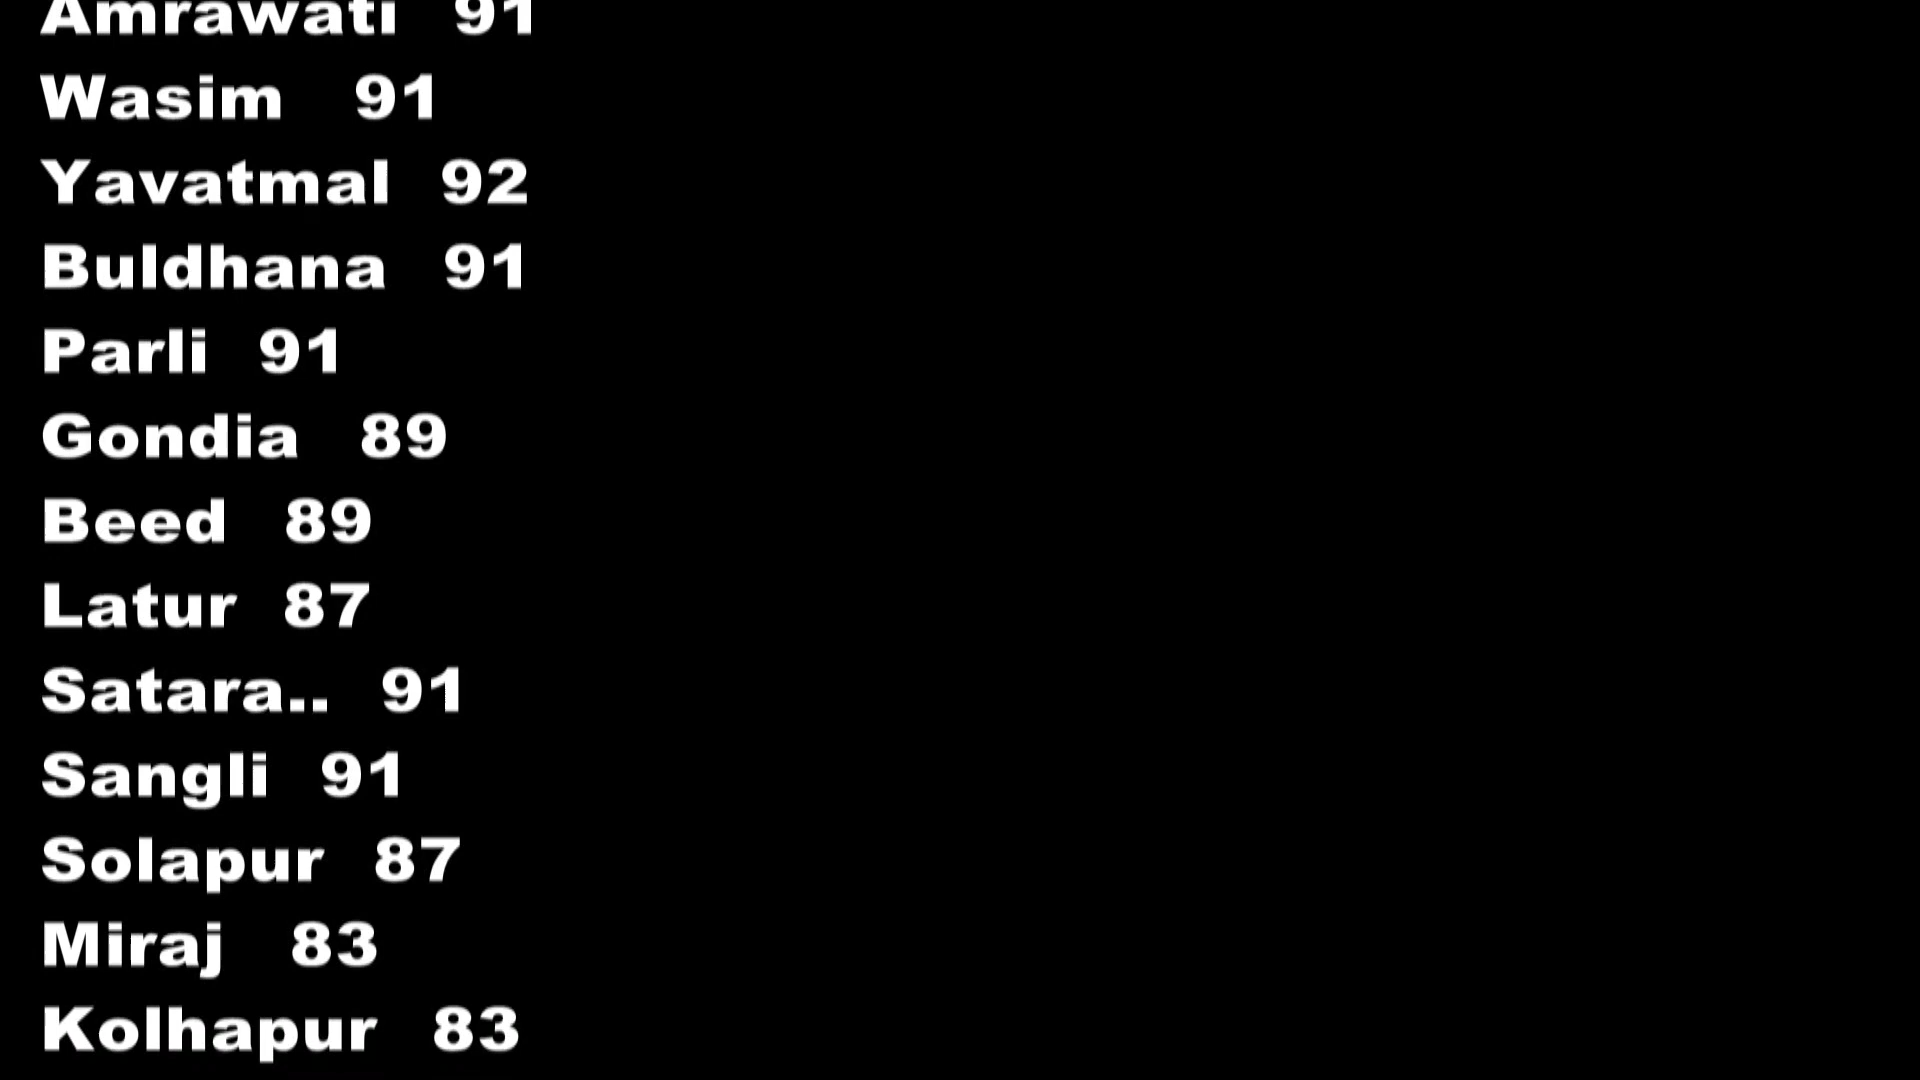 Amrawati 91
Wasim 91
Yavatmal 92
Buldhana 91
Parli 91
Gondia 89
Beed 89
Latur 87
Satara.. 91
Sangli 91
Solapur 87
Miraj 83
Kolhapur 83